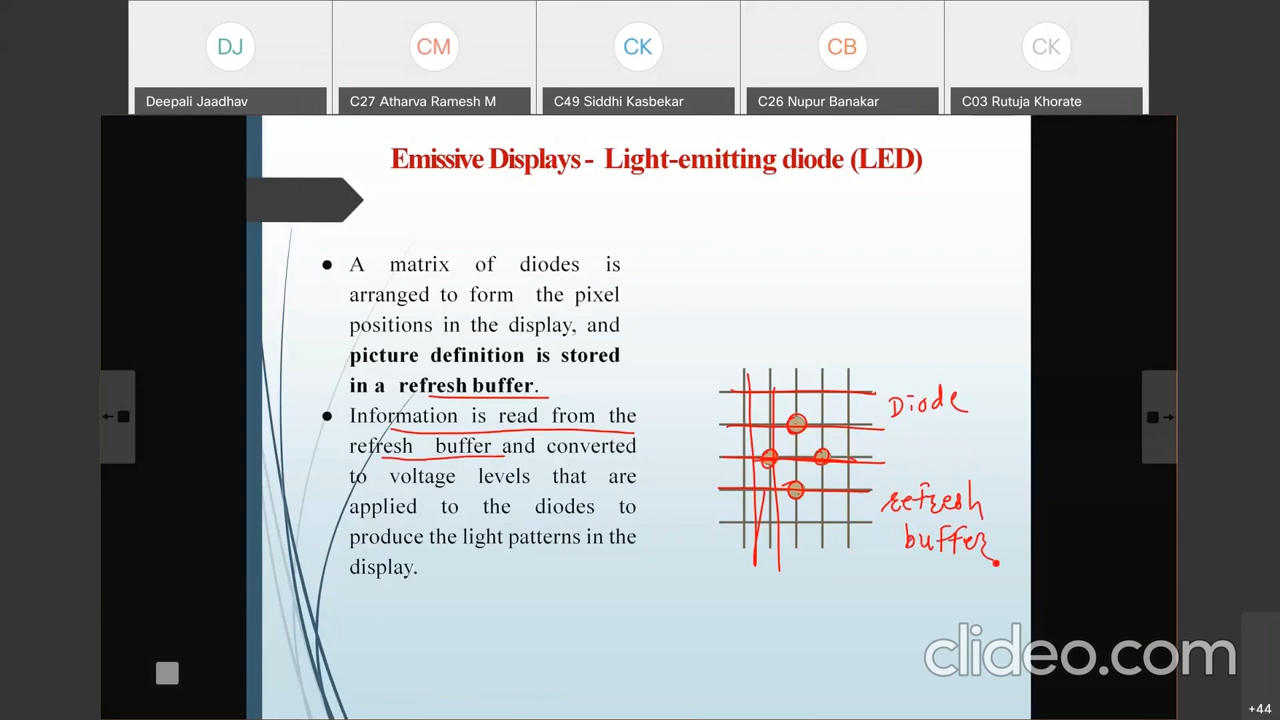 DJ
CM
CK
CB
CK
Deepali Jaadhav
C27 Atharva Ramesh M
C49 Siddhi Kasbekar
C26 Nupur Banakar
C03 Rutuja Khorate
Emissive Displays - Light-emitting diode (LED)
● A matrix of diodes is
arranged to form the pixel
positions in the display, and
picture definition is stored
in a refresh buffer.
● Information is read from the
refresh buffer and converted
to voltage levels that are
applied to the diodes to
produce the light patterns in the
display.
Diode
refresh
buffer
clideo.com
+44